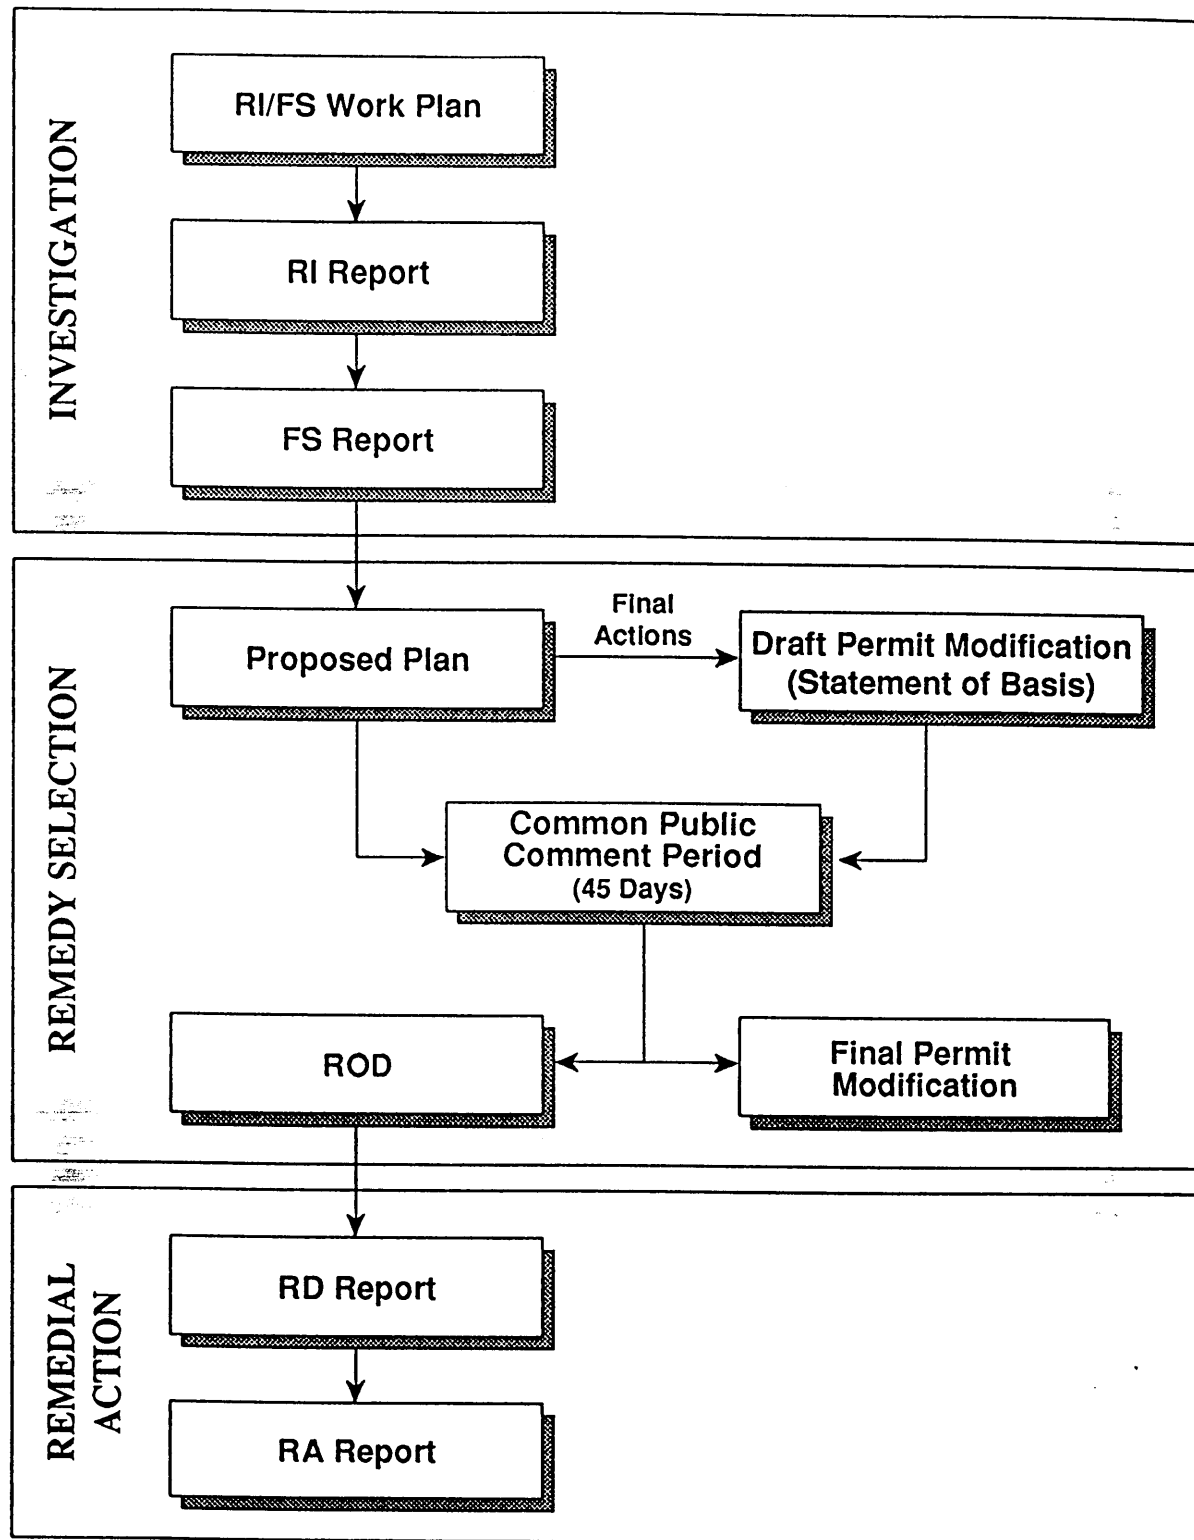 INVESTIGATION
RI/FS Work Plan
RI Report
FS Report
REMEDY SELECTION
Proposed Plan
Final
Actions
Draft Permit Modification
(Statement of Basis)
Common Public
Comment Period
(45 Days)
ROD
Final Permit
Modification
REMEDIAL
ACTION
RD Report
RA Report